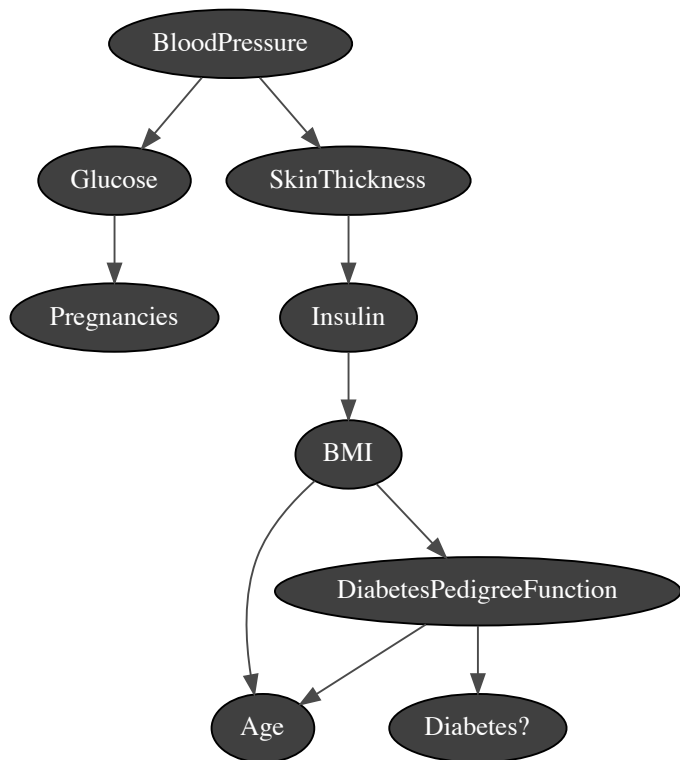 BloodPressure
Glucose
SkinThickness
Pregnancies
Insulin
BMI
DiabetesPedigreeFunction
Age
Diabetes?